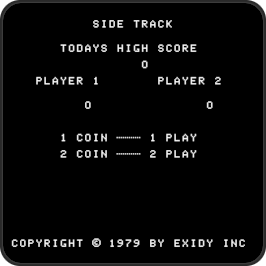 SIDE TRACK
TODAYS HIGH SCORE
0
PLAYER 1 PLAYER 2
0 0
1 COIN ┄┄┄ 1 PLAY
2 COIN ┄┄┄ 2 PLAY
COPYRIGHT © 1979 BY EXIDY INC